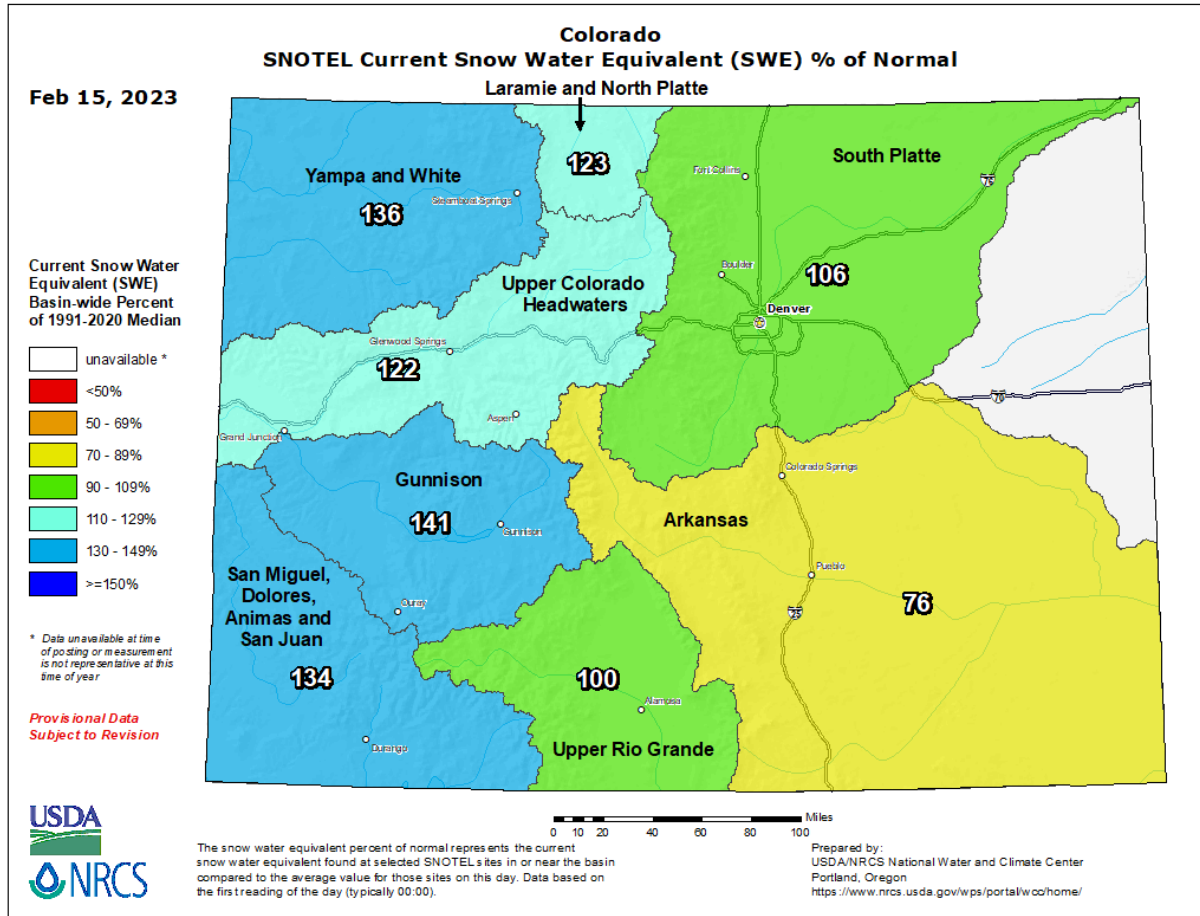 Colorado
SNOTEL Current Snow Water Equivalent (SWE) % of Normal
Feb 15, 2023
Laramie and North Platte
123
South Platte
Fort Collins
76
Yampa and White
Steamboat Springs
136
Current Snow Water
Equivalent (SWE)
Basin-wide Percent
of 1991-2020 Median
unavailable *
<50%
50 - 69%
70 - 89%
90 - 109%
110 - 129%
130 - 149%
>=150%
Upper Colorado
Headwaters
Boulder
106
Denver
Glenwood Springs
122
Aspen
70
Grand Junction
Colorado Springs
Gunnison
141
Gunnison
Arkansas
Pueblo
San Miguel,
Dolores,
Animas and
San Juan
Ouray
25
76
134
100
Alamosa
Durango
Upper Rio Grande
* Data unavailable at time
of posting or measurement
is not representative at this
time of year
Provisional Data
Subject to Revision
USDA
NRCS
0 10 20 40 60 80 100
Miles
The snow water equivalent percent of normal represents the current
snow water equivalent found at selected SNOTEL sites in or near the basin
compared to the average value for those sites on this day. Data based on
the first reading of the day (typically 00:00).
Prepared by:
USDA/NRCS National Water and Climate Center
Portland, Oregon
https://www.nrcs.usda.gov/wps/portal/wcc/home/